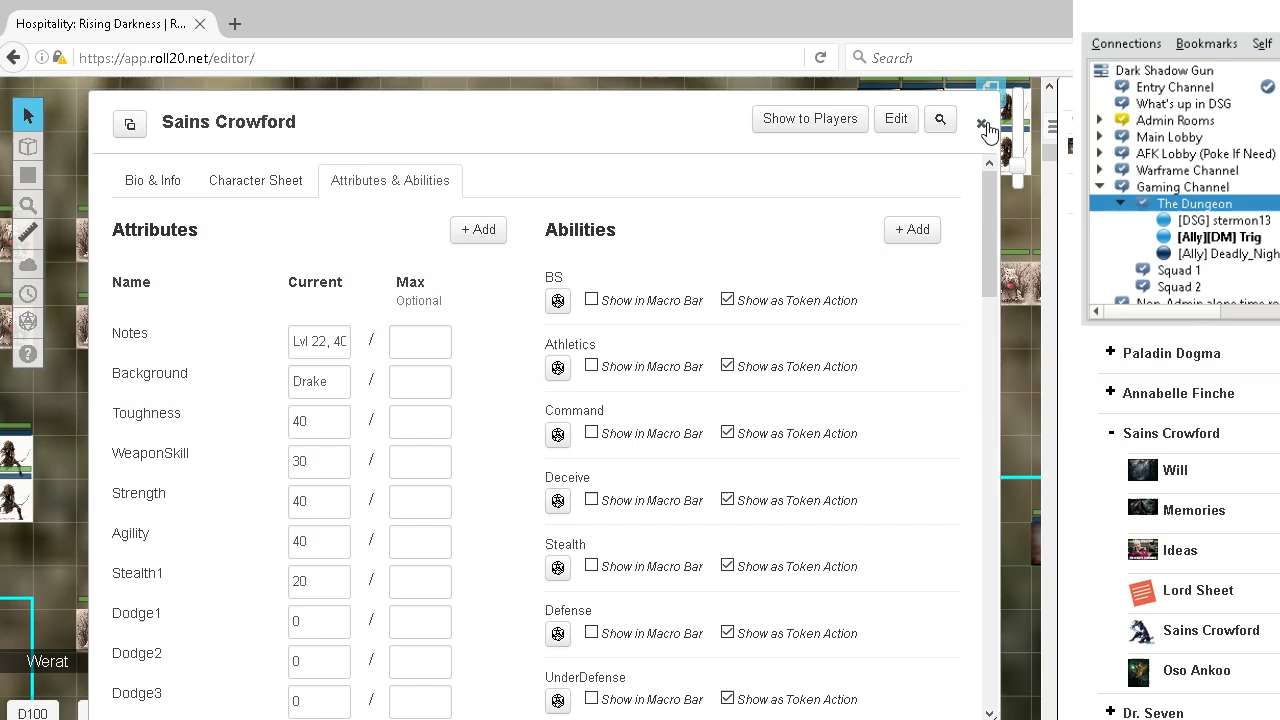 Hospitality: Rising Darkness | R...
https://app.roll20.net/editor/
Search
Sains Crowford
Show to Players
Edit
Bio & Info
Character Sheet
Attributes & Abilities
Attributes
+ Add
Name
Current
Max
Optional
Notes
Lvl 22, 40
/
Background
Drake
/
Toughness
40
/
WeaponSkill
30
/
Strength
40
/
Agility
40
/
Stealth1
20
/
Dodge1
0
/
Dodge2
0
/
Dodge3
/
Abilities
+ Add
BS
Show in Macro Bar
Show as Token Action
Athletics
Show in Macro Bar
Show as Token Action
Command
Show in Macro Bar
Show as Token Action
Deceive
Show in Macro Bar
Show as Token Action
Stealth
Show in Macro Bar
Show as Token Action
Defense
Show in Macro Bar
Show as Token Action
UnderDefense
Show in Macro Bar
Show as Token Action
Werat
D100
Connections Bookmarks Self
Dark Shadow Gun
Entry Channel
What's up in DSG
Admin Rooms
Main Lobby
AFK Lobby (Poke If Need)
Warframe Channel
Gaming Channel
The Dungeon
[DSG] stermon13
[Ally][DM] Trig
[Ally] Deadly_Nigh
Squad 1
Squad 2
Paladin Dogma
Annabelle Finche
Sains Crowford
Will
Memories
Ideas
Lord Sheet
Sains Crowford
Oso Ankoo
Dr. Seven